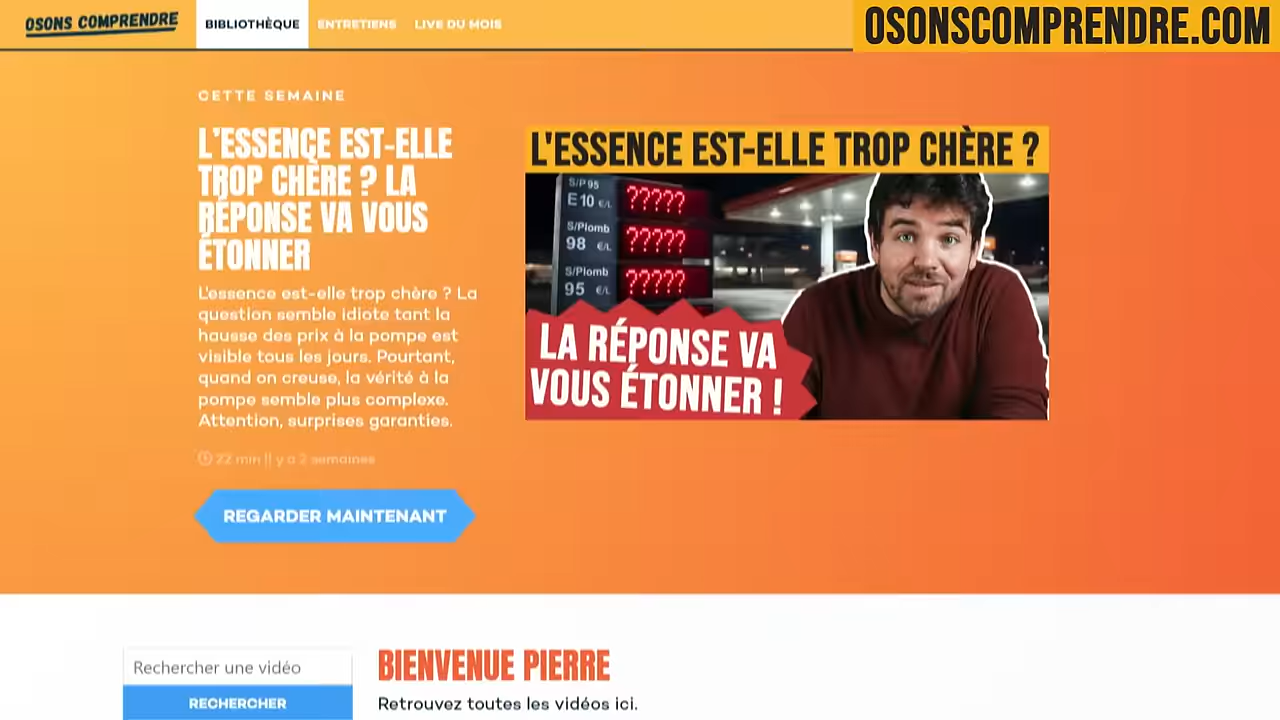 OSONS COMPRENDRE
BIBLIOTHÈQUE
ENTRETIENS
LIVE DU MOIS
OSONSCOMPRENDRE.COM
CETTE SEMAINE
L'ESSENCE EST-ELLE
TROP CHÈRE ? LA
RÉPONSE VA VOUS
ÉTONNER
L'essence est-elle trop chère ? La
question semble idiote tant la
hausse des prix à la pompe est
visible tous les jours. Pourtant,
quand on creuse, la vérité à la
pompe semble plus complexe.
Attention, surprises garanties.
22 min || y a 2 semaines
REGARDER MAINTENANT
L'ESSENCE EST-ELLE TROP CHÈRE ?
S/P 95
E10 €/L ?????
S/Plomb
98 €/L ?????
S/Plomb
95 €/L ?????
LA RÉPONSE VA
VOUS ÉTONNER !
Rechercher une vidéo
RECHERCHER
BIENVENUE PIERRE
Retrouvez toutes les vidéos ici.